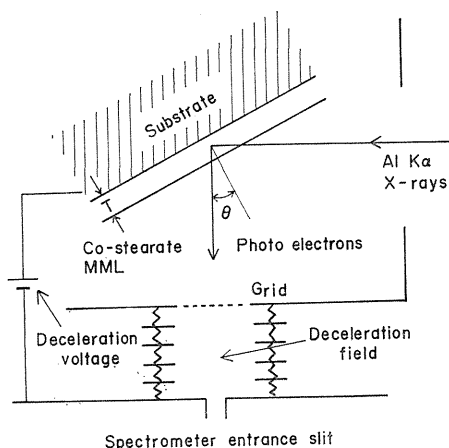 Substrate
Al Kα
X-rays
T
θ
Co-stearate
MML
Photo electrons
Grid
Deceleration
voltage
Deceleration
field
Spectrometer entrance slit